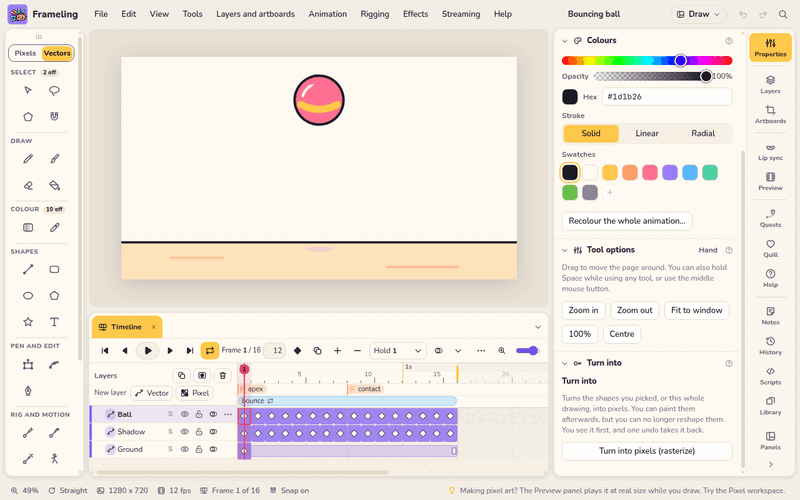 Frameling File Edit View Tools Layers and artboards Animation Rigging Effects Streaming Help Bouncing ball Draw
Pixels Vectors
SELECT 2 off
DRAW
COLOUR 10 off
SHAPES
PEN AND EDIT
RIG AND MOTION
Timeline
Frame 1 / 16 12 Hold 1
Layers
New layer Vector Pixel
1 5 10 15 20
1s
apex contact
bounce
Ball S
Shadow S
Ground S
Colours
Opacity 100%
Hex #1d1b26
Stroke
Solid Linear Radial
Swatches
Recolour the whole animation...
Tool options Hand
Drag to move the page around. You can also hold
Space while using any tool, or use the middle
mouse button.
Zoom in Zoom out Fit to window
100% Centre
Turn into
Turn into
Turns the shapes you picked, or this whole
drawing, into pixels. You can paint them
afterwards, but you can no longer reshape them.
You see it first, and one undo takes it back.
Turn into pixels (rasterize)
Properties
Layers
Artboards
Lip sync
Preview
Quests
Quill
Help
Notes
History
Scripts
Library
Panels
49% Straight 1280 x 720 12 fps Frame 1 of 16 Snap on Making pixel art? The Preview panel plays it at real size while you draw. Try the Pixel workspace.